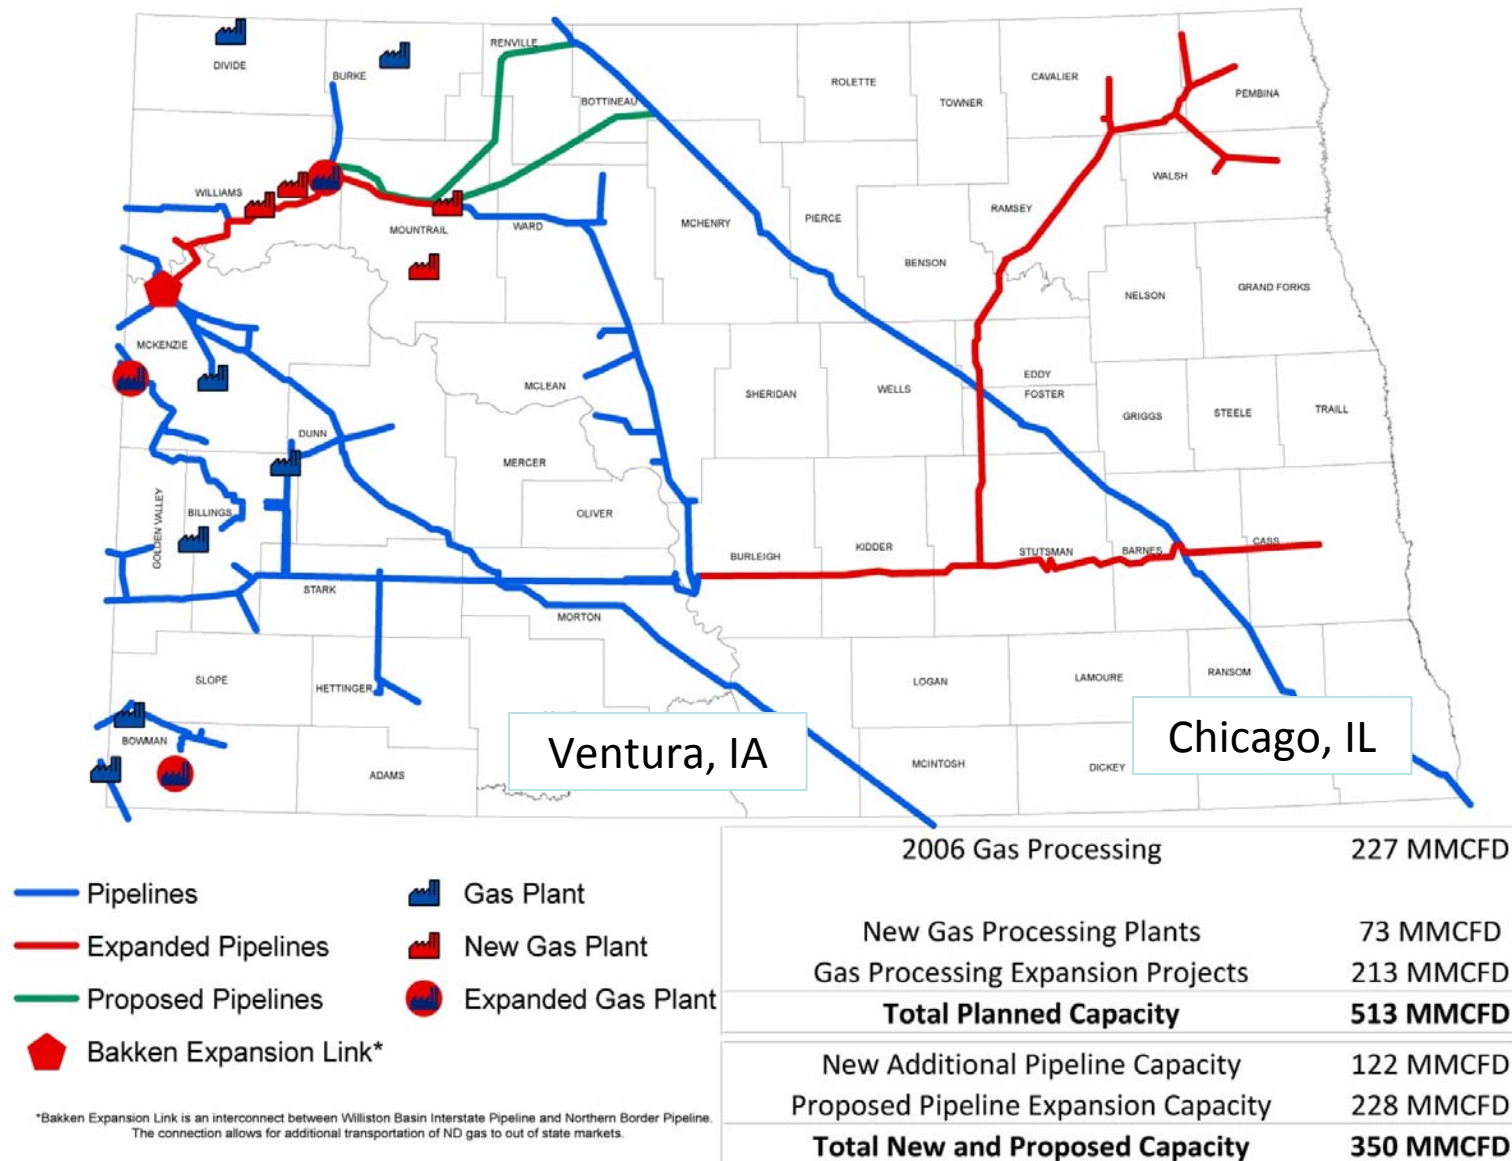 RENVILLE
DIVIDE
BURKE
ROLETTE
CAVALIER
PEMBINA
BOTTINEAU
TOWNER
WALSH
WILLIAMS
MOUNTRAIL
WARD
MCHENRY
PIERCE
RAMSEY
BENSON
NELSON
GRAND FORKS
MCKENZIE
MCLEAN
SHERIDAN
WELLS
EDDY
FOSTER
GRIGGS
STEELE
TRAILL
DUNN
MERCER
GOLDEN VALLEY
BILLINGS
OLIVER
BURLEIGH
KIDDER
STUTSMAN
BARNES
CASS
STARK
MORTON
SLOPE
HETTINGER
LOGAN
LAMOURE
RANSOM
BOWMAN
ADAMS
Ventura, IA
Chicago, IL
MCINTOSH
DICKEY
Pipelines
Expanded Pipelines
Proposed Pipelines
Bakken Expansion Link*
Gas Plant
New Gas Plant
Expanded Gas Plant
*Bakken Expansion Link is an interconnect between Williston Basin Interstate Pipeline and Northern Border Pipeline.
The connection allows for additional transportation of ND gas to out of state markets.
2006 Gas Processing 227 MMCFD
New Gas Processing Plants 73 MMCFD
Gas Processing Expansion Projects 213 MMCFD
Total Planned Capacity 513 MMCFD
New Additional Pipeline Capacity 122 MMCFD
Proposed Pipeline Expansion Capacity 228 MMCFD
Total New and Proposed Capacity 350 MMCFD